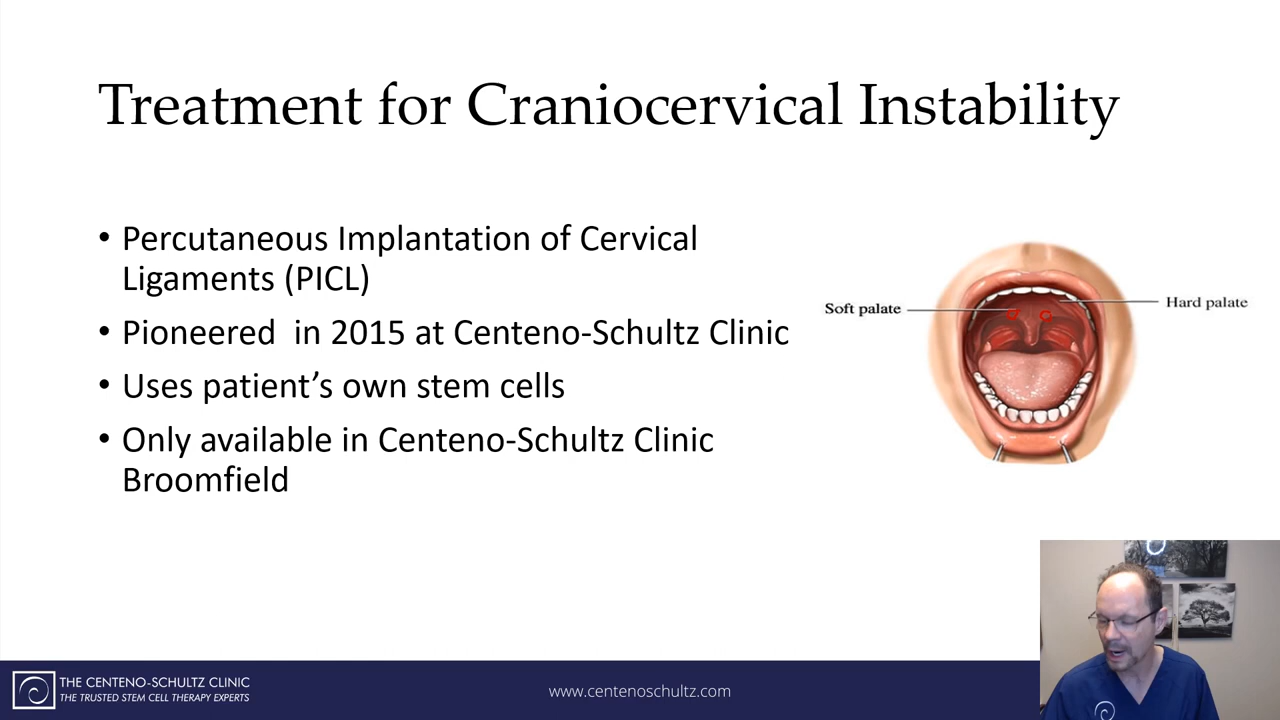 Treatment for Craniocervical Instability
• Percutaneous Implantation of Cervical
Ligaments (PICL)
• Pioneered  in 2015 at Centeno-Schultz Clinic
• Uses patient’s own stem cells
• Only available in Centeno-Schultz Clinic
Broomfield
Soft palate
Hard palate
THE CENTENO-SCHULTZ CLINIC
THE TRUSTED STEM CELL THERAPY EXPERTS
www.centenoschultz.com